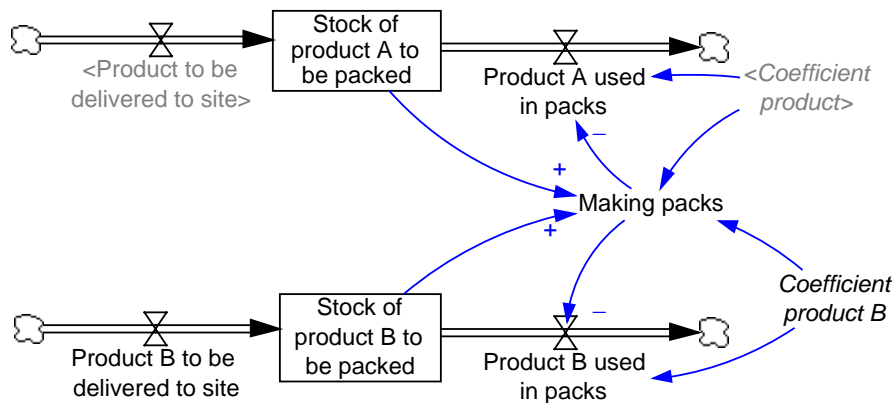 Stock of
product A to
be packed
<Product to be
delivered to site>
Product A used
in packs
<Coefficient
product>
−
+
Making packs
+
Coefficient
product B
Stock of
product B to
be packed
−
Product B to be
delivered to site
Product B used
in packs